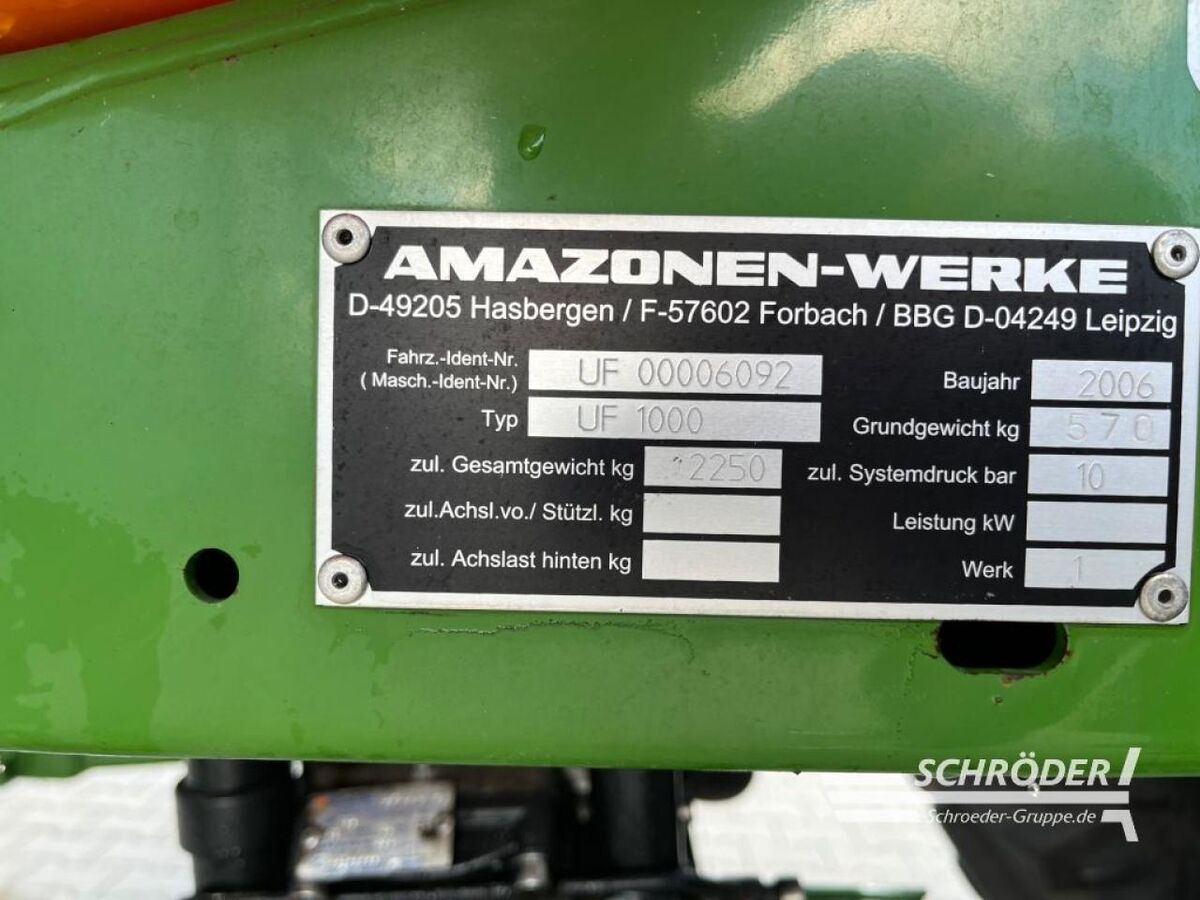 AMAZONEN-WERKE
D-49205 Hasbergen / F-57602 Forbach / BBG D-04249 Leipzig
Fahrz.-Ident-Nr.
( Masch.-Ident-Nr.) UF 00006092
Baujahr 2006
Typ UF 1000
Grundgewicht kg 570
zul. Gesamtgewicht kg 2250
zul. Systemdruck bar 10
zul.Achsl.vo./ Stützl. kg
Leistung kW
zul. Achslast hinten kg
Werk 1
SCHRÖDER
Schroeder-Gruppe.de